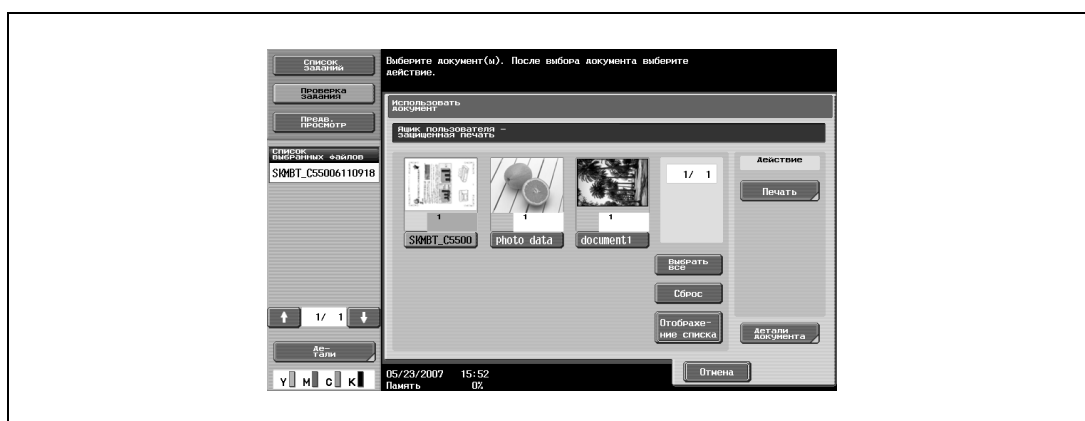 Список
заданий
Проверка
задания
Предв.
просмотр
Список
выбранных файлов
SKMBT_C55006110918
1/ 1
Де-
тали
Y M C K
Выберите документ(ы). После выбора документа выберите
действие.
Использовать
документ
Ящик пользователя -
защищенная печать
1 1 1
SKMBT_C5500 photo data document1
1/ 1
Выбрать
все
Сброс
Отображе-
ние списка
Действие
Печать
Детали
документа
05/23/2007 15:52
Память 0%
Отмена